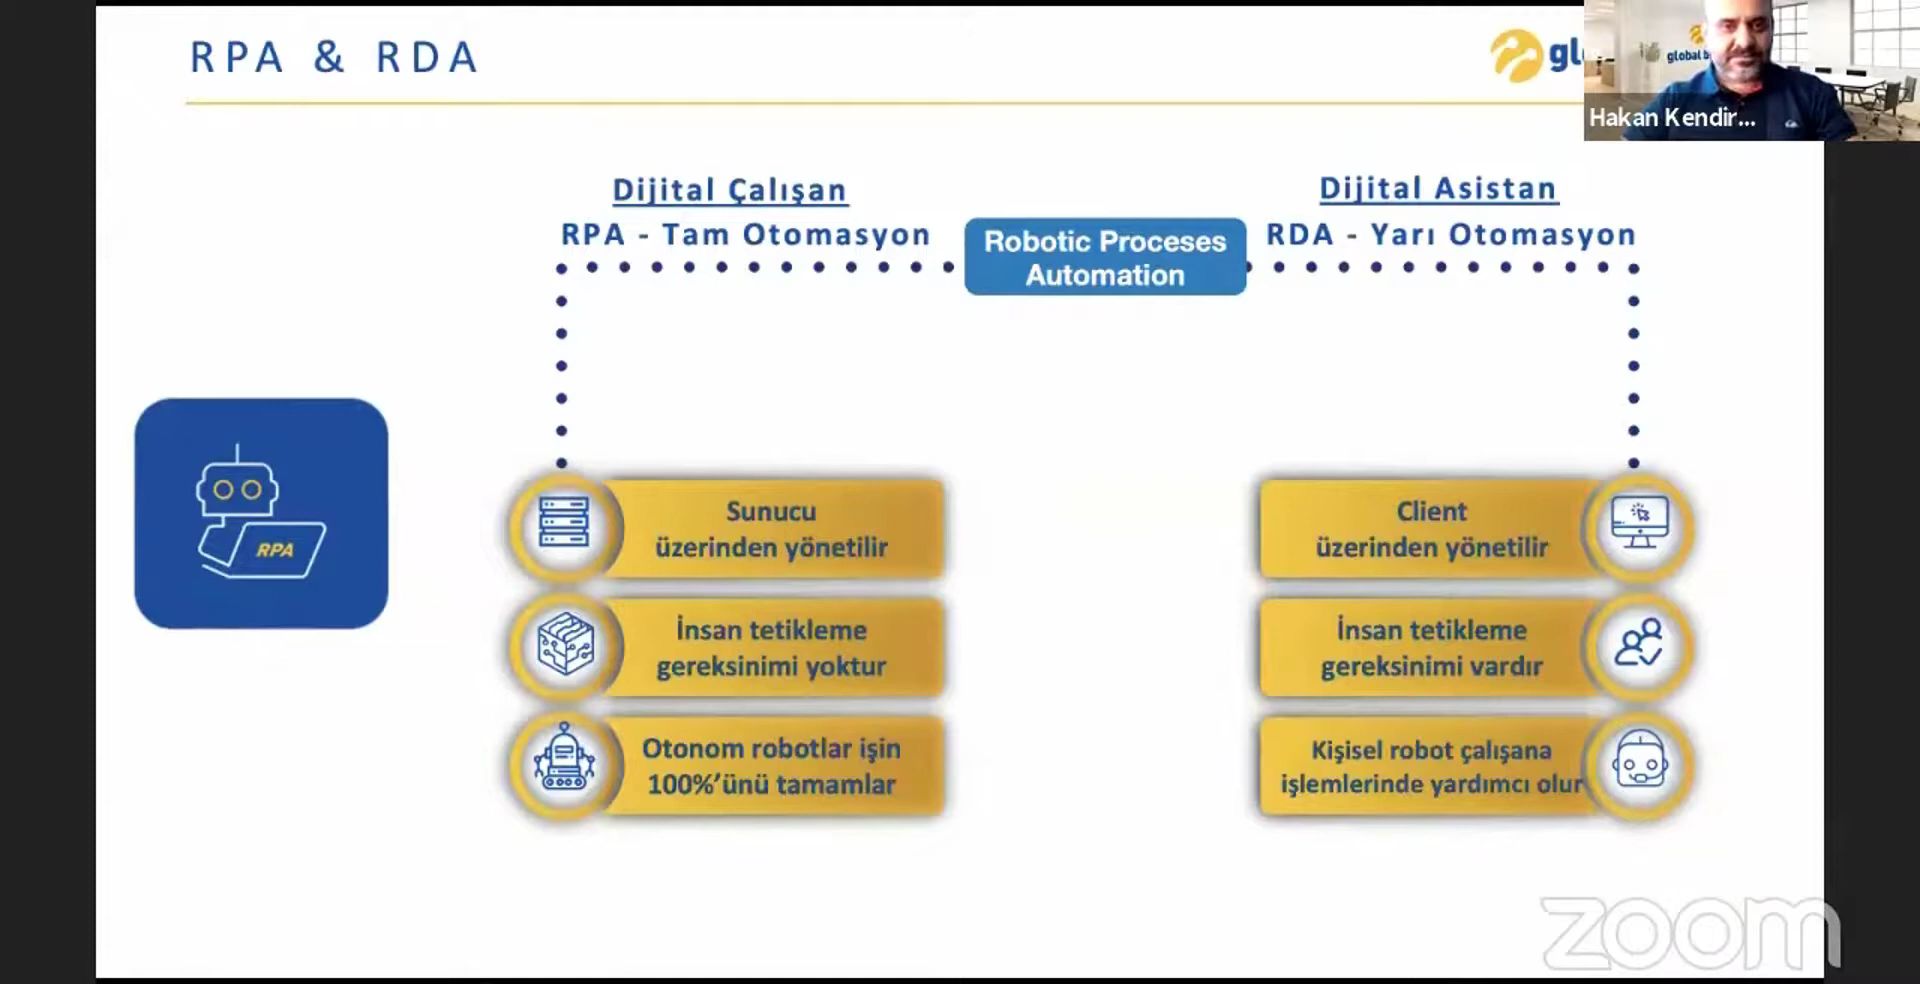 RPA & RDA
gl
global b
Hakan Kendir...
Dijital Çalışan
RPA - Tam Otomasyon
Robotic Proceses
Automation
Dijital Asistan
RDA - Yarı Otomasyon
RPA
Sunucu
üzerinden yönetilir
İnsan tetikleme
gereksinimi yoktur
Otonom robotlar işin
100%'ünü tamamlar
Client
üzerinden yönetilir
İnsan tetikleme
gereksinimi vardır
Kişisel robot çalışana
işlemlerinde yardımcı olur
zoom